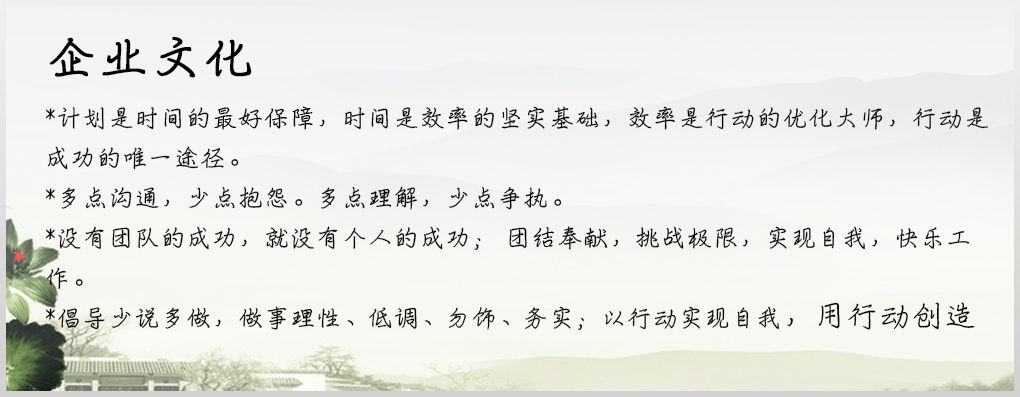 企业文化
*计划是时间的最好保障，时间是效率的坚实基础，效率是行动的优化大师，行动是
成功的唯一途径。
*多点沟通，少点抱怨。多点理解，少点争执。
*没有团队的成功，就没有个人的成功； 团结奉献，挑战极限，实现自我，快乐工
作。
*倡导少说多做，做事理性、低调、勿饰、务实；以行动实现自我，用行动创造